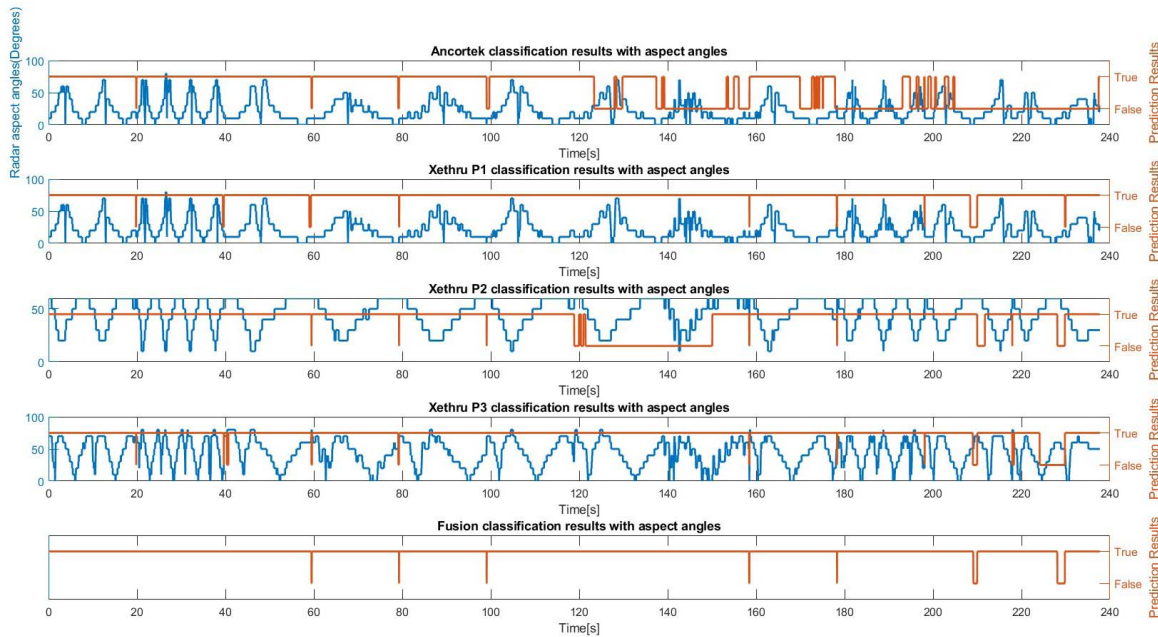 Radar aspect angles(Degrees)
Ancortek classification results with aspect angles
100
50
0
True
False
Prediction Results
0 20 40 60 80 100 120 140 160 180 200 220 240
Time[s]
Xethru P1 classification results with aspect angles
100
50
0
True
False
Prediction Results
0 20 40 60 80 100 120 140 160 180 200 220 240
Time[s]
Xethru P2 classification results with aspect angles
50
0
True
False
Prediction Results
0 20 40 60 80 100 120 140 160 180 200 220 240
Time[s]
Xethru P3 classification results with aspect angles
100
50
0
True
False
Prediction Results
0 20 40 60 80 100 120 140 160 180 200 220 240
Time[s]
Fusion classification results with aspect angles
True
False
Prediction Results
0 20 40 60 80 100 120 140 160 180 200 220 240
Time[s]